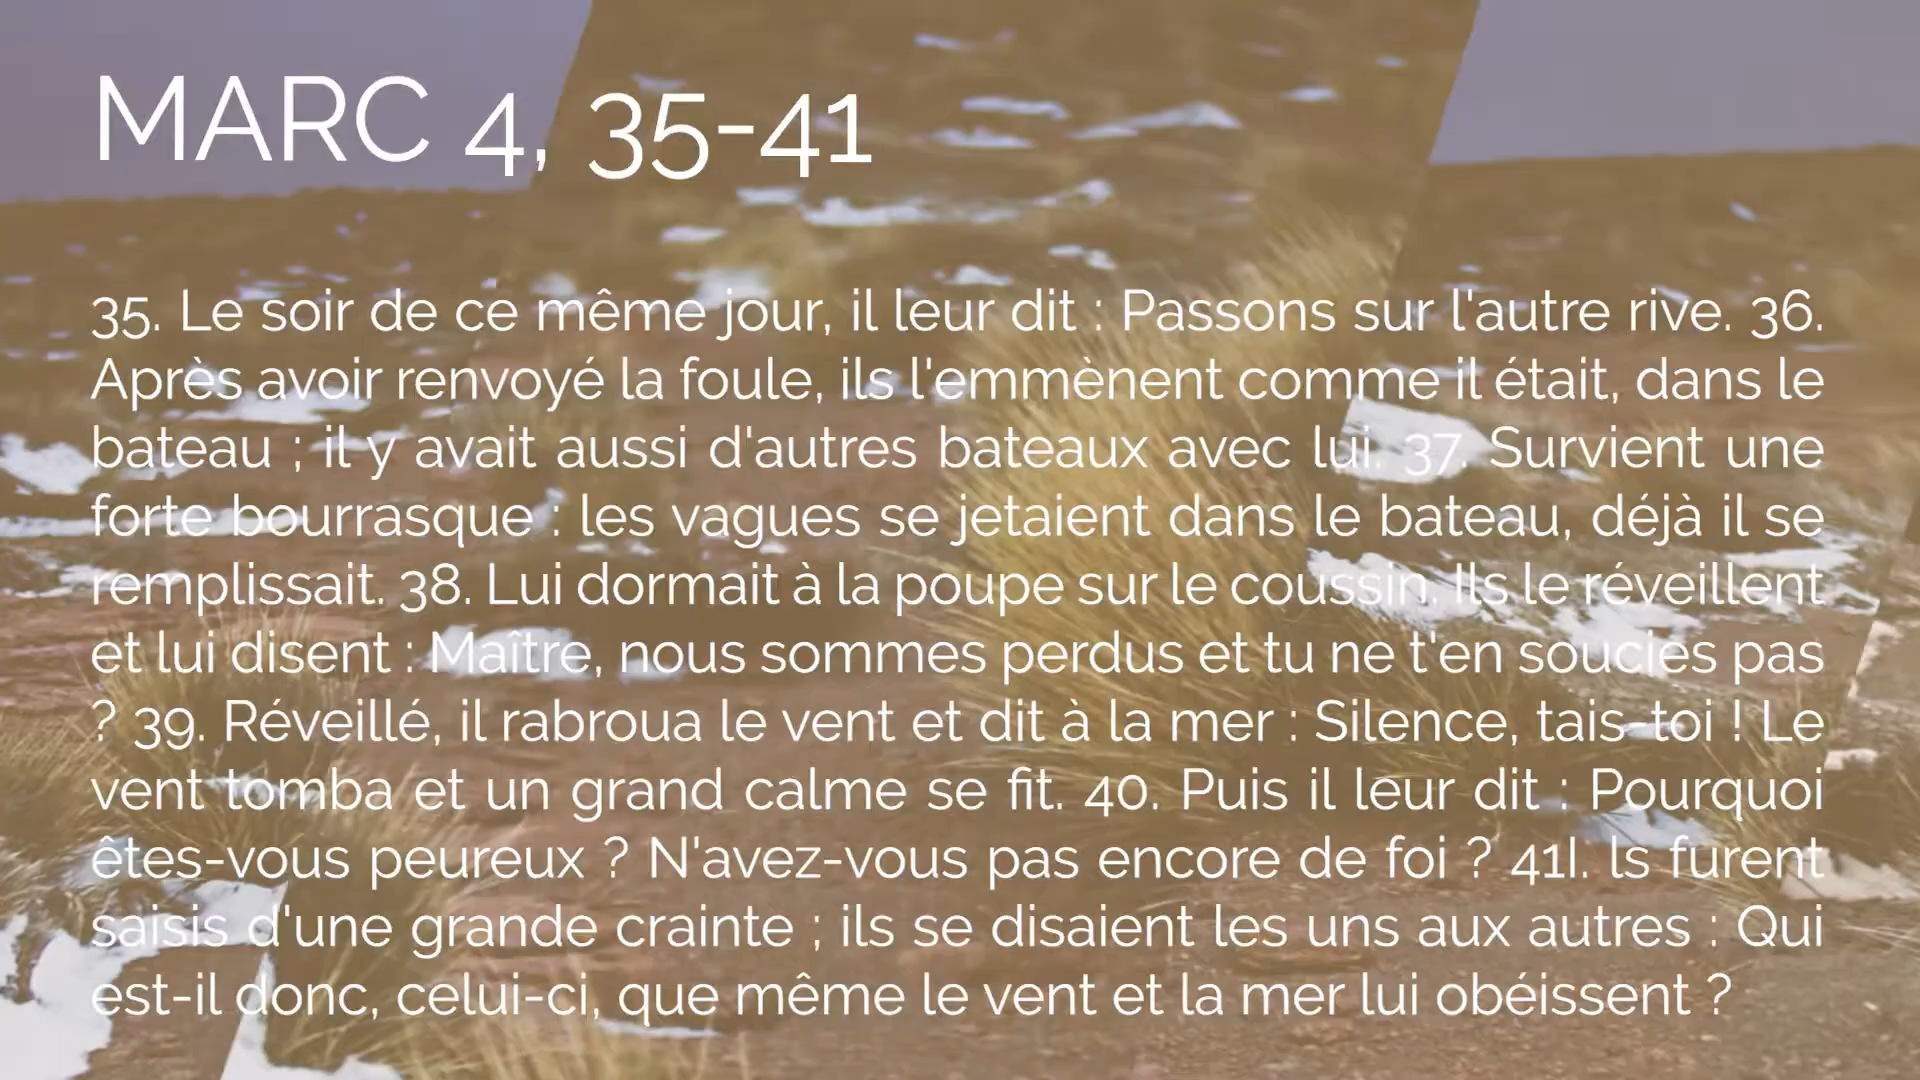 MARC 4, 35-41
35. Le soir de ce même jour, il leur dit : Passons sur l'autre rive. 36.
Après avoir renvoyé la foule, ils l'emmènent comme il était, dans le
bateau ; il y avait aussi d'autres bateaux avec lui. 37. Survient une
forte bourrasque : les vagues se jetaient dans le bateau, déjà il se
remplissait. 38. Lui dormait à la poupe sur le coussin. Ils le réveillent
et lui disent : Maître, nous sommes perdus et tu ne t'en soucies pas
? 39. Réveillé, il rabroua le vent et dit à la mer : Silence, tais-toi ! Le
vent tomba et un grand calme se fit. 40. Puis il leur dit : Pourquoi
êtes-vous peureux ? N'avez-vous pas encore de foi ? 41I. ls furent
saisis d'une grande crainte ; ils se disaient les uns aux autres : Qui
est-il donc, celui-ci, que même le vent et la mer lui obéissent ?